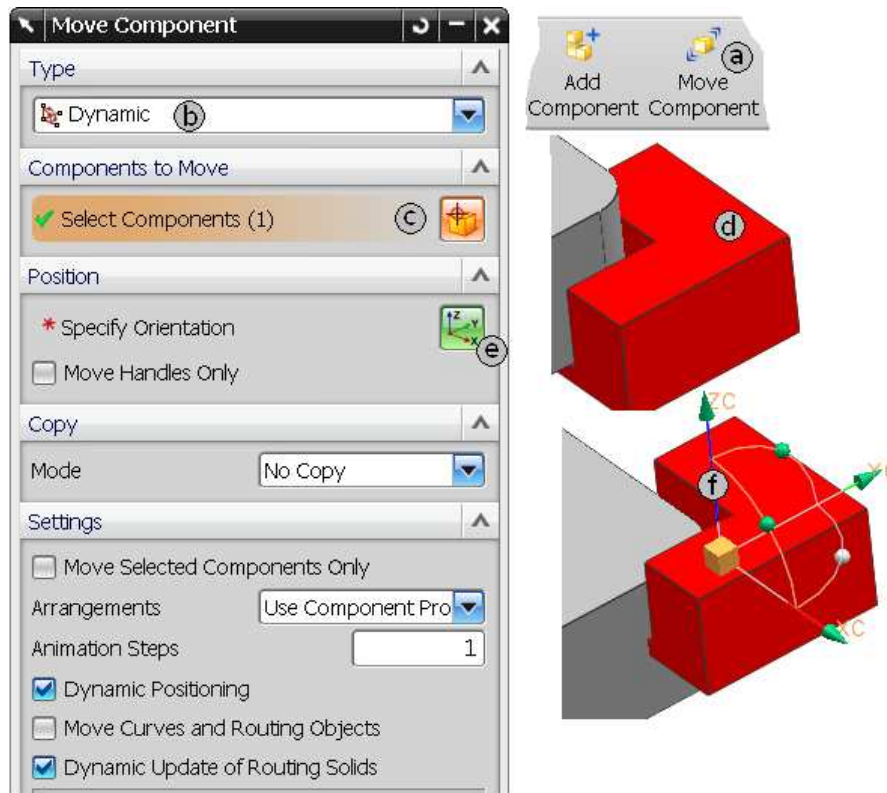 Move Component
Type
Dynamic b
Components to Move
Select Components (1) c
Position
* Specify Orientation
e
Move Handles Only
Copy
Mode No Copy
Settings
Move Selected Components Only
Arrangements Use Component Pro
Animation Steps 1
Dynamic Positioning
Move Curves and Routing Objects
Dynamic Update of Routing Solids
a
Add Move
Component Component
d
ZC
f
XC
Z Y
X